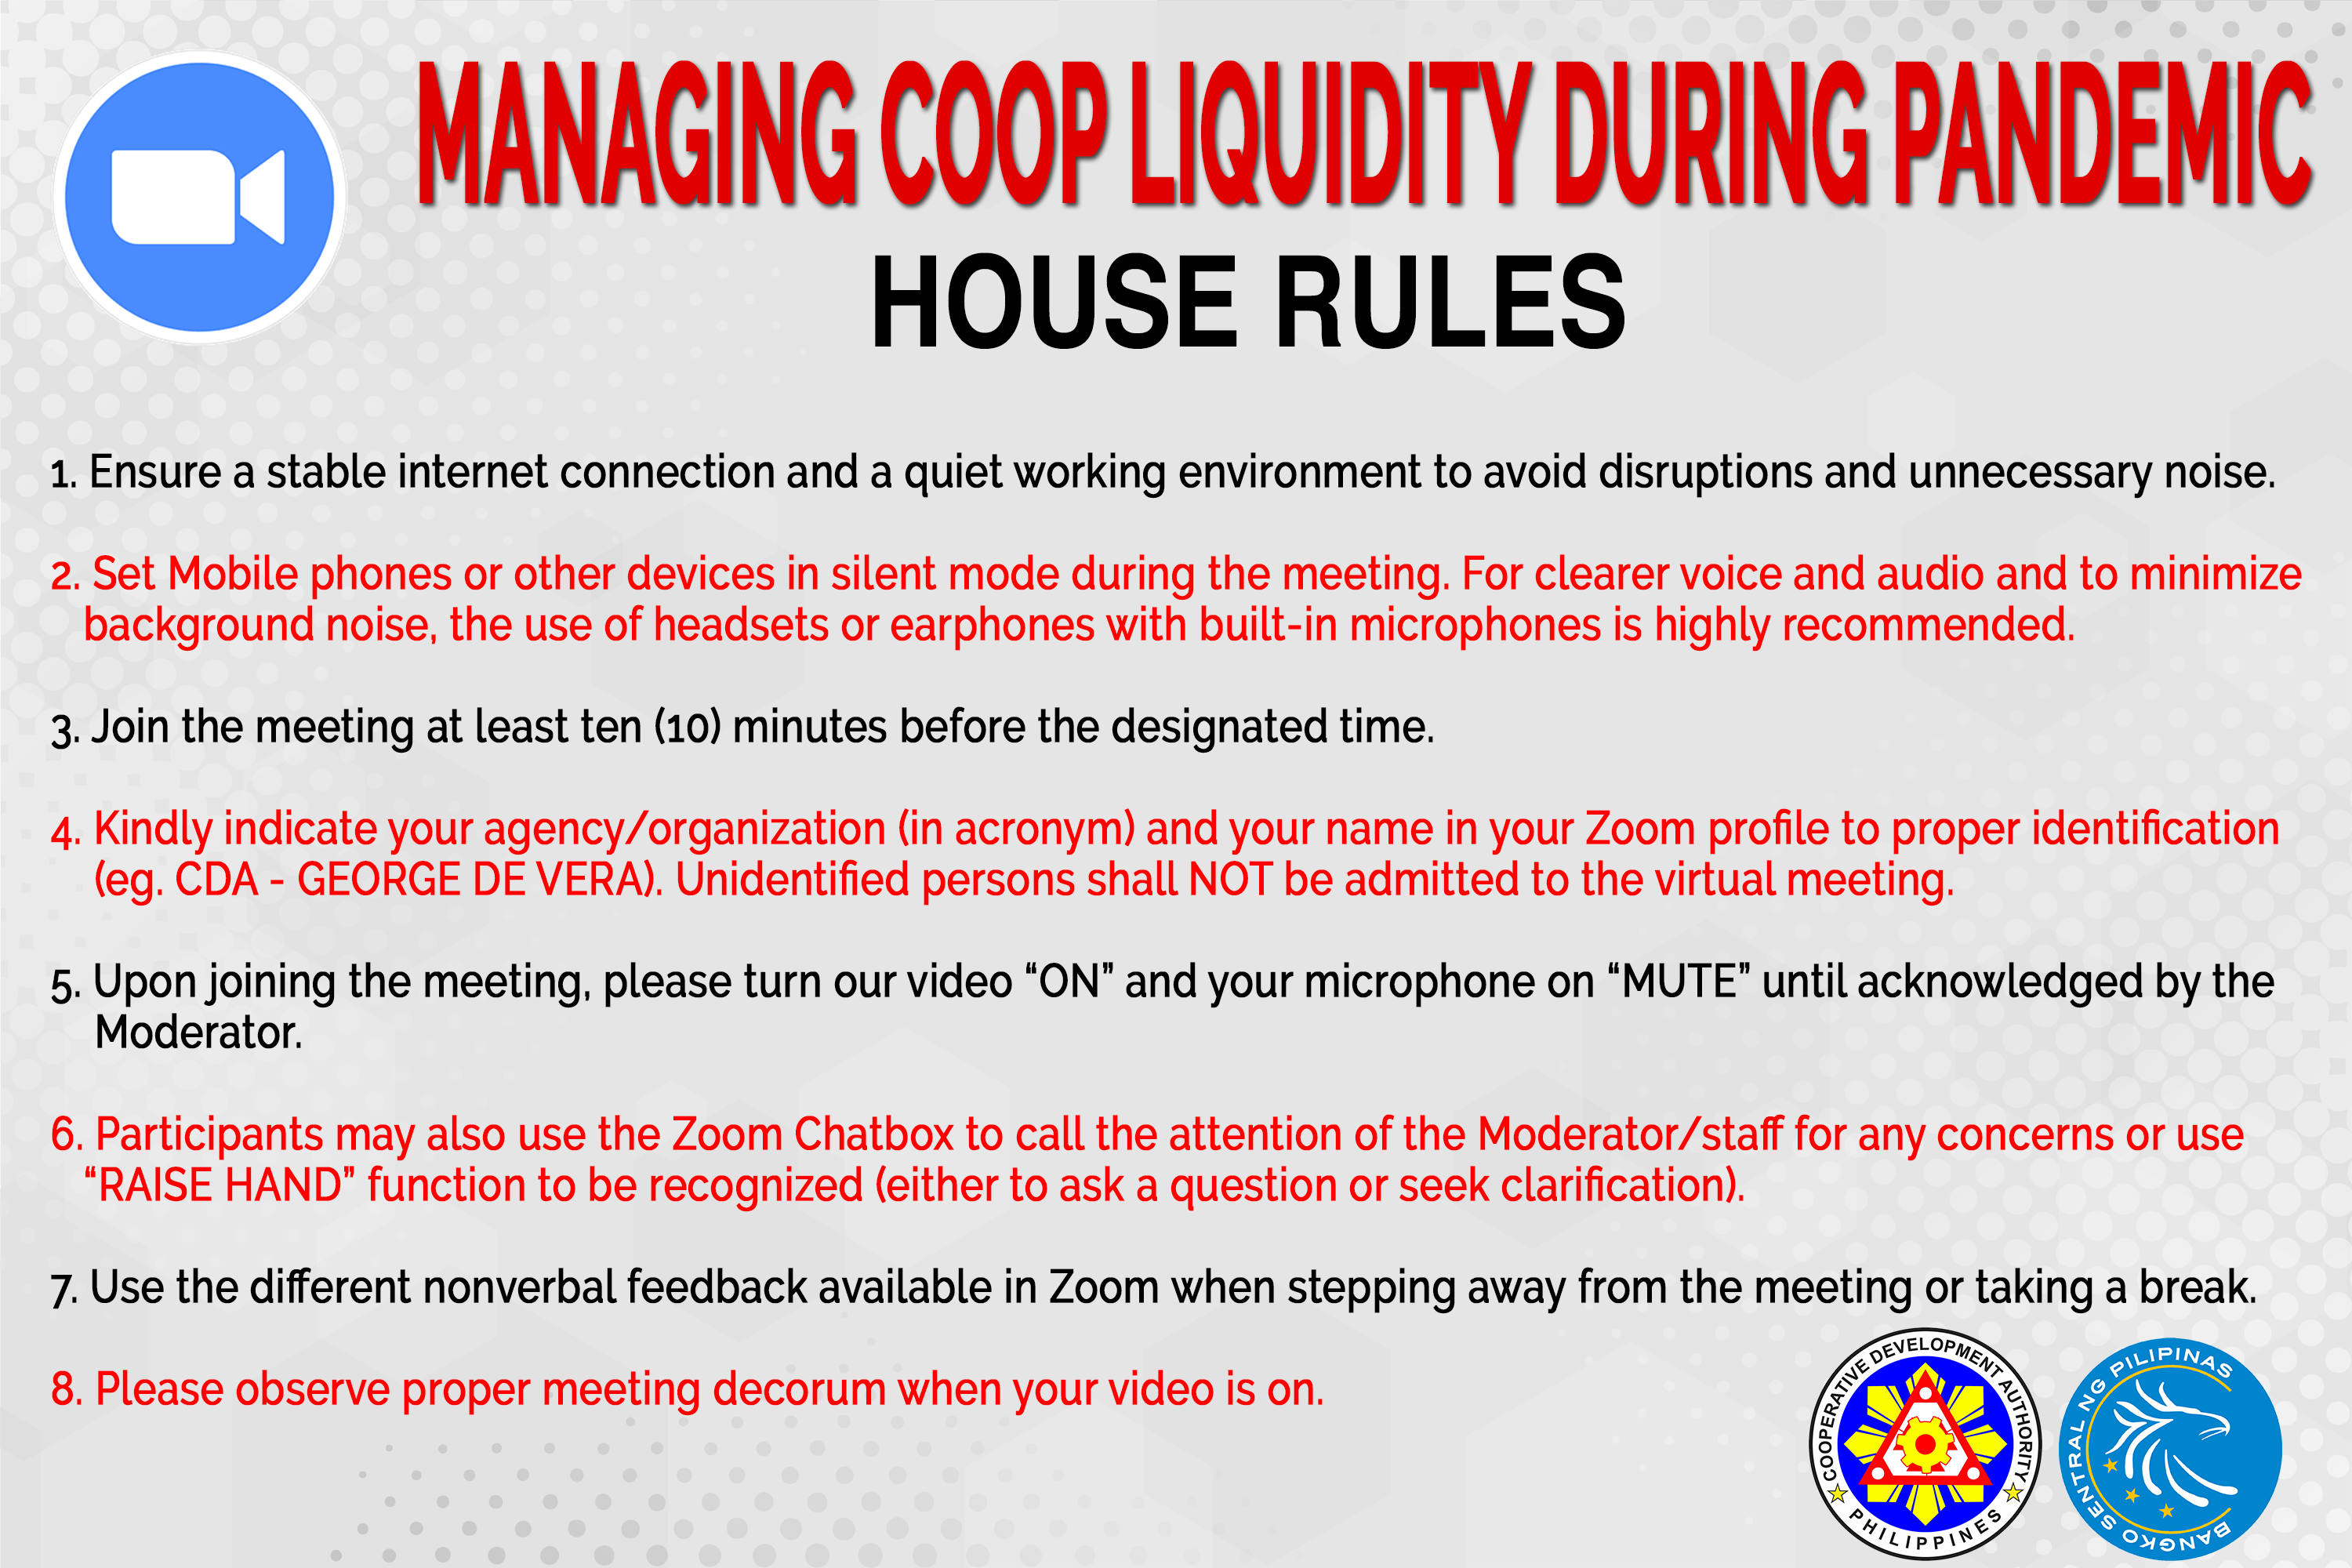 MANAGING COOP LIQUIDITY DURING PANDEMIC
HOUSE RULES
1. Ensure a stable internet connection and a quiet working environment to avoid disruptions and unnecessary noise.
2. Set Mobile phones or other devices in silent mode during the meeting. For clearer voice and audio and to minimize
background noise, the use of headsets or earphones with built-in microphones is highly recommended.
3. Join the meeting at least ten (10) minutes before the designated time.
4. Kindly indicate your agency/organization (in acronym) and your name in your Zoom profile to proper identification
(eg. CDA - GEORGE DE VERA). Unidentified persons shall NOT be admitted to the virtual meeting.
5. Upon joining the meeting, please turn our video “ON” and your microphone on “MUTE” until acknowledged by the
Moderator.
6. Participants may also use the Zoom Chatbox to call the attention of the Moderator/staff for any concerns or use
“RAISE HAND” function to be recognized (either to ask a question or seek clarification).
7. Use the different nonverbal feedback available in Zoom when stepping away from the meeting or taking a break.
8. Please observe proper meeting decorum when your video is on.
COOPERATIVE DEVELOPMENT AUTHORITY
PHILIPPINES
BANGKO SENTRAL NG PILIPINAS